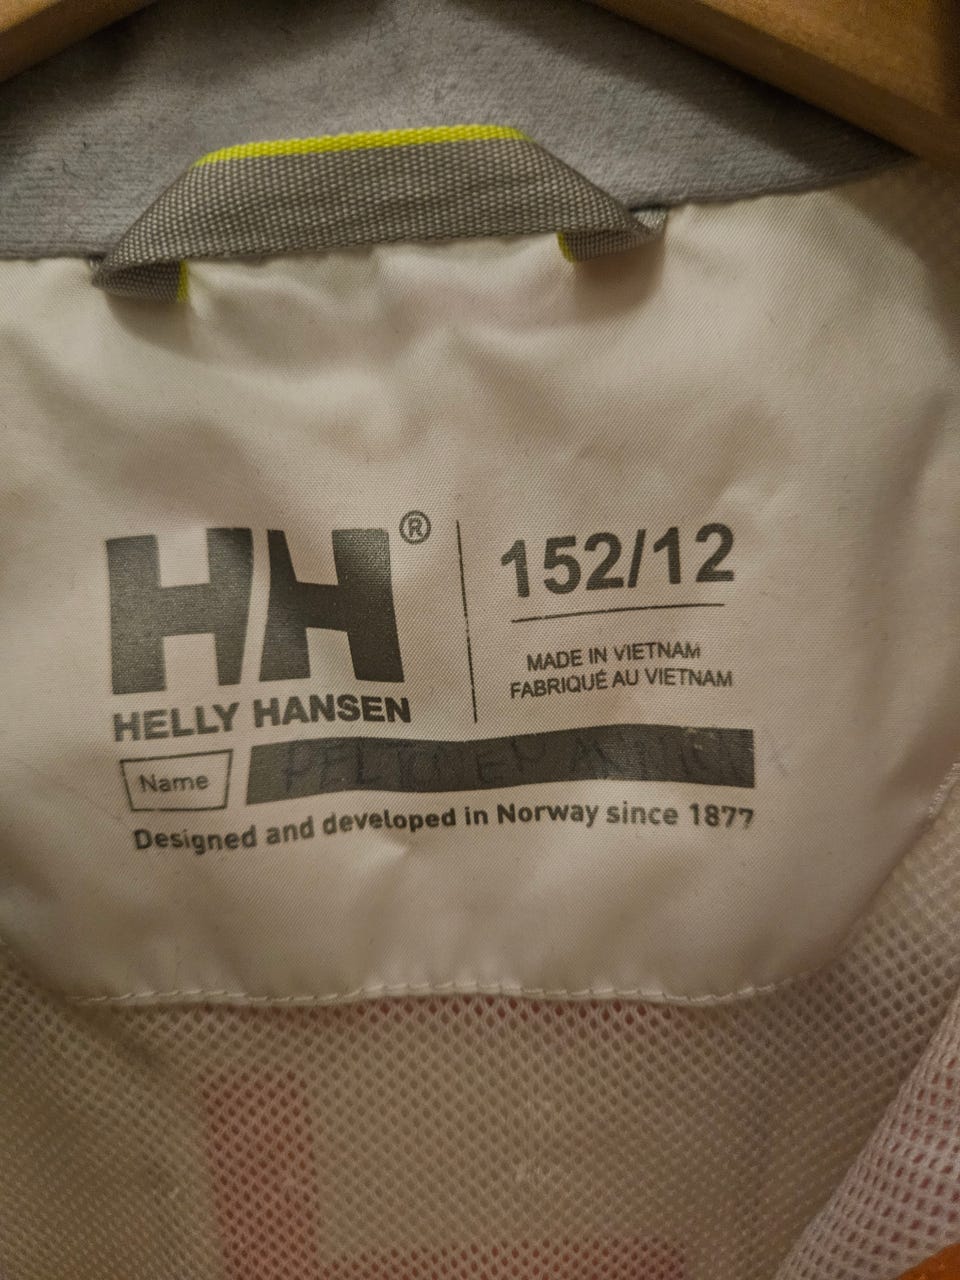 HH®
HELLY HANSEN
152/12
MADE IN VIETNAM
FABRIQUÉ AU VIETNAM
Name
Designed and developed in Norway since 1877